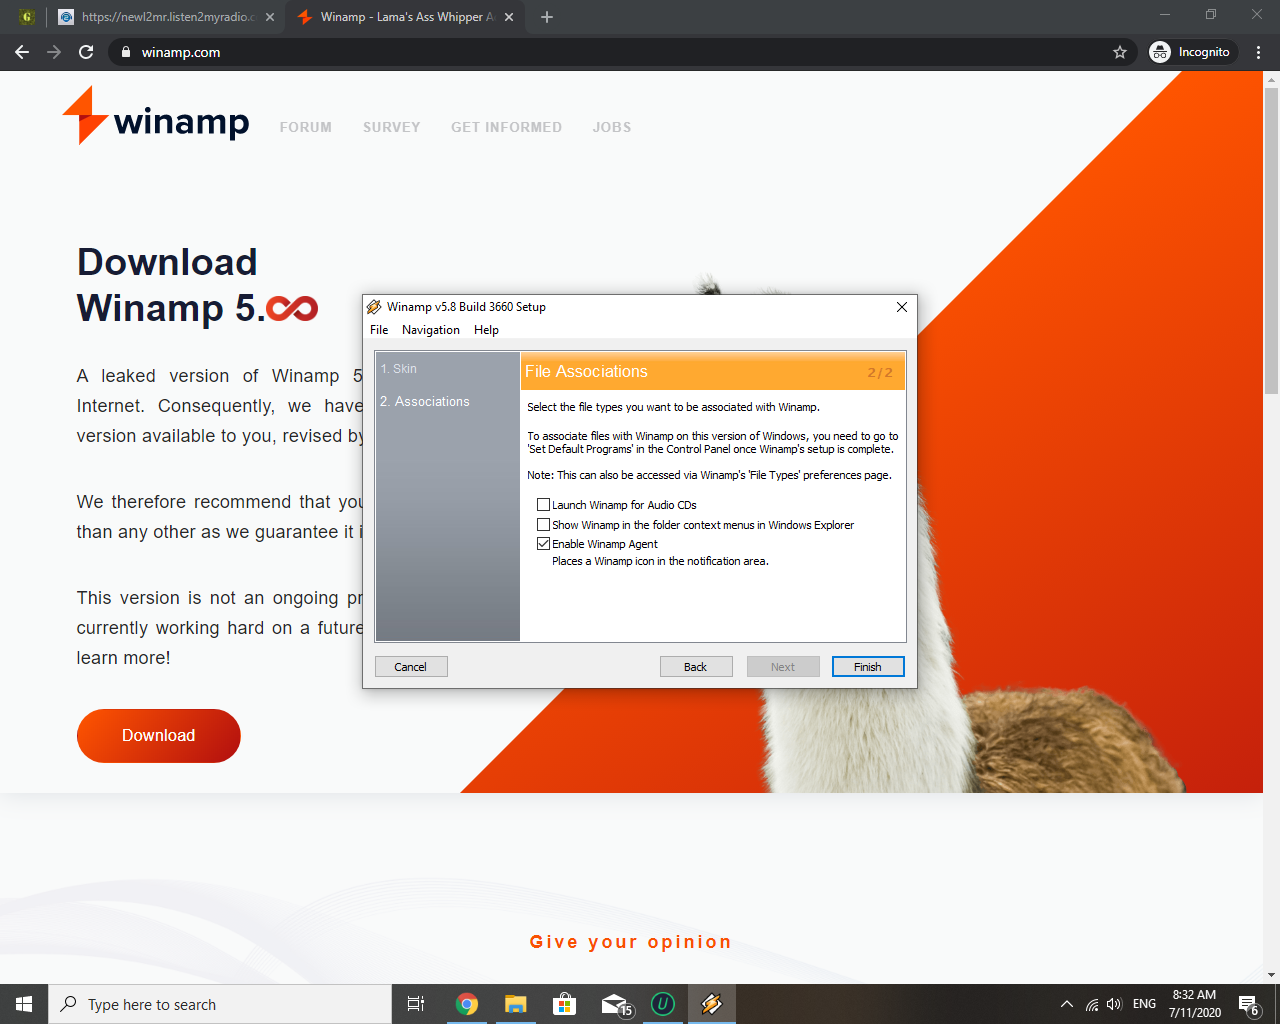 G
https://newl2mr.listen2myradio.c
Winamp - Lama's Ass Whipper A
winamp.com
Incognito
winamp
FORUM
SURVEY
GET INFORMED
JOBS
Download
Winamp 5.∞
A leaked version of Winamp 5
Internet. Consequently, we have
version available to you, revised by
We therefore recommend that you
than any other as we guarantee it i
This version is not an ongoing pr
currently working hard on a future
learn more!
Download
Winamp v5.8 Build 3660 Setup
File
Navigation
Help
1. Skin
2. Associations
File Associations
2/2
Select the file types you want to be associated with Winamp.
To associate files with Winamp on this version of Windows, you need to go to
'Set Default Programs' in the Control Panel once Winamp's setup is complete.
Note: This can also be accessed via Winamp's 'File Types' preferences page.
Launch Winamp for Audio CDs
Show Winamp in the folder context menus in Windows Explorer
Enable Winamp Agent
Places a Winamp icon in the notification area.
Cancel
Back
Next
Finish
Give your opinion
Type here to search
15
U
ENG
8:32 AM
7/11/2020
6